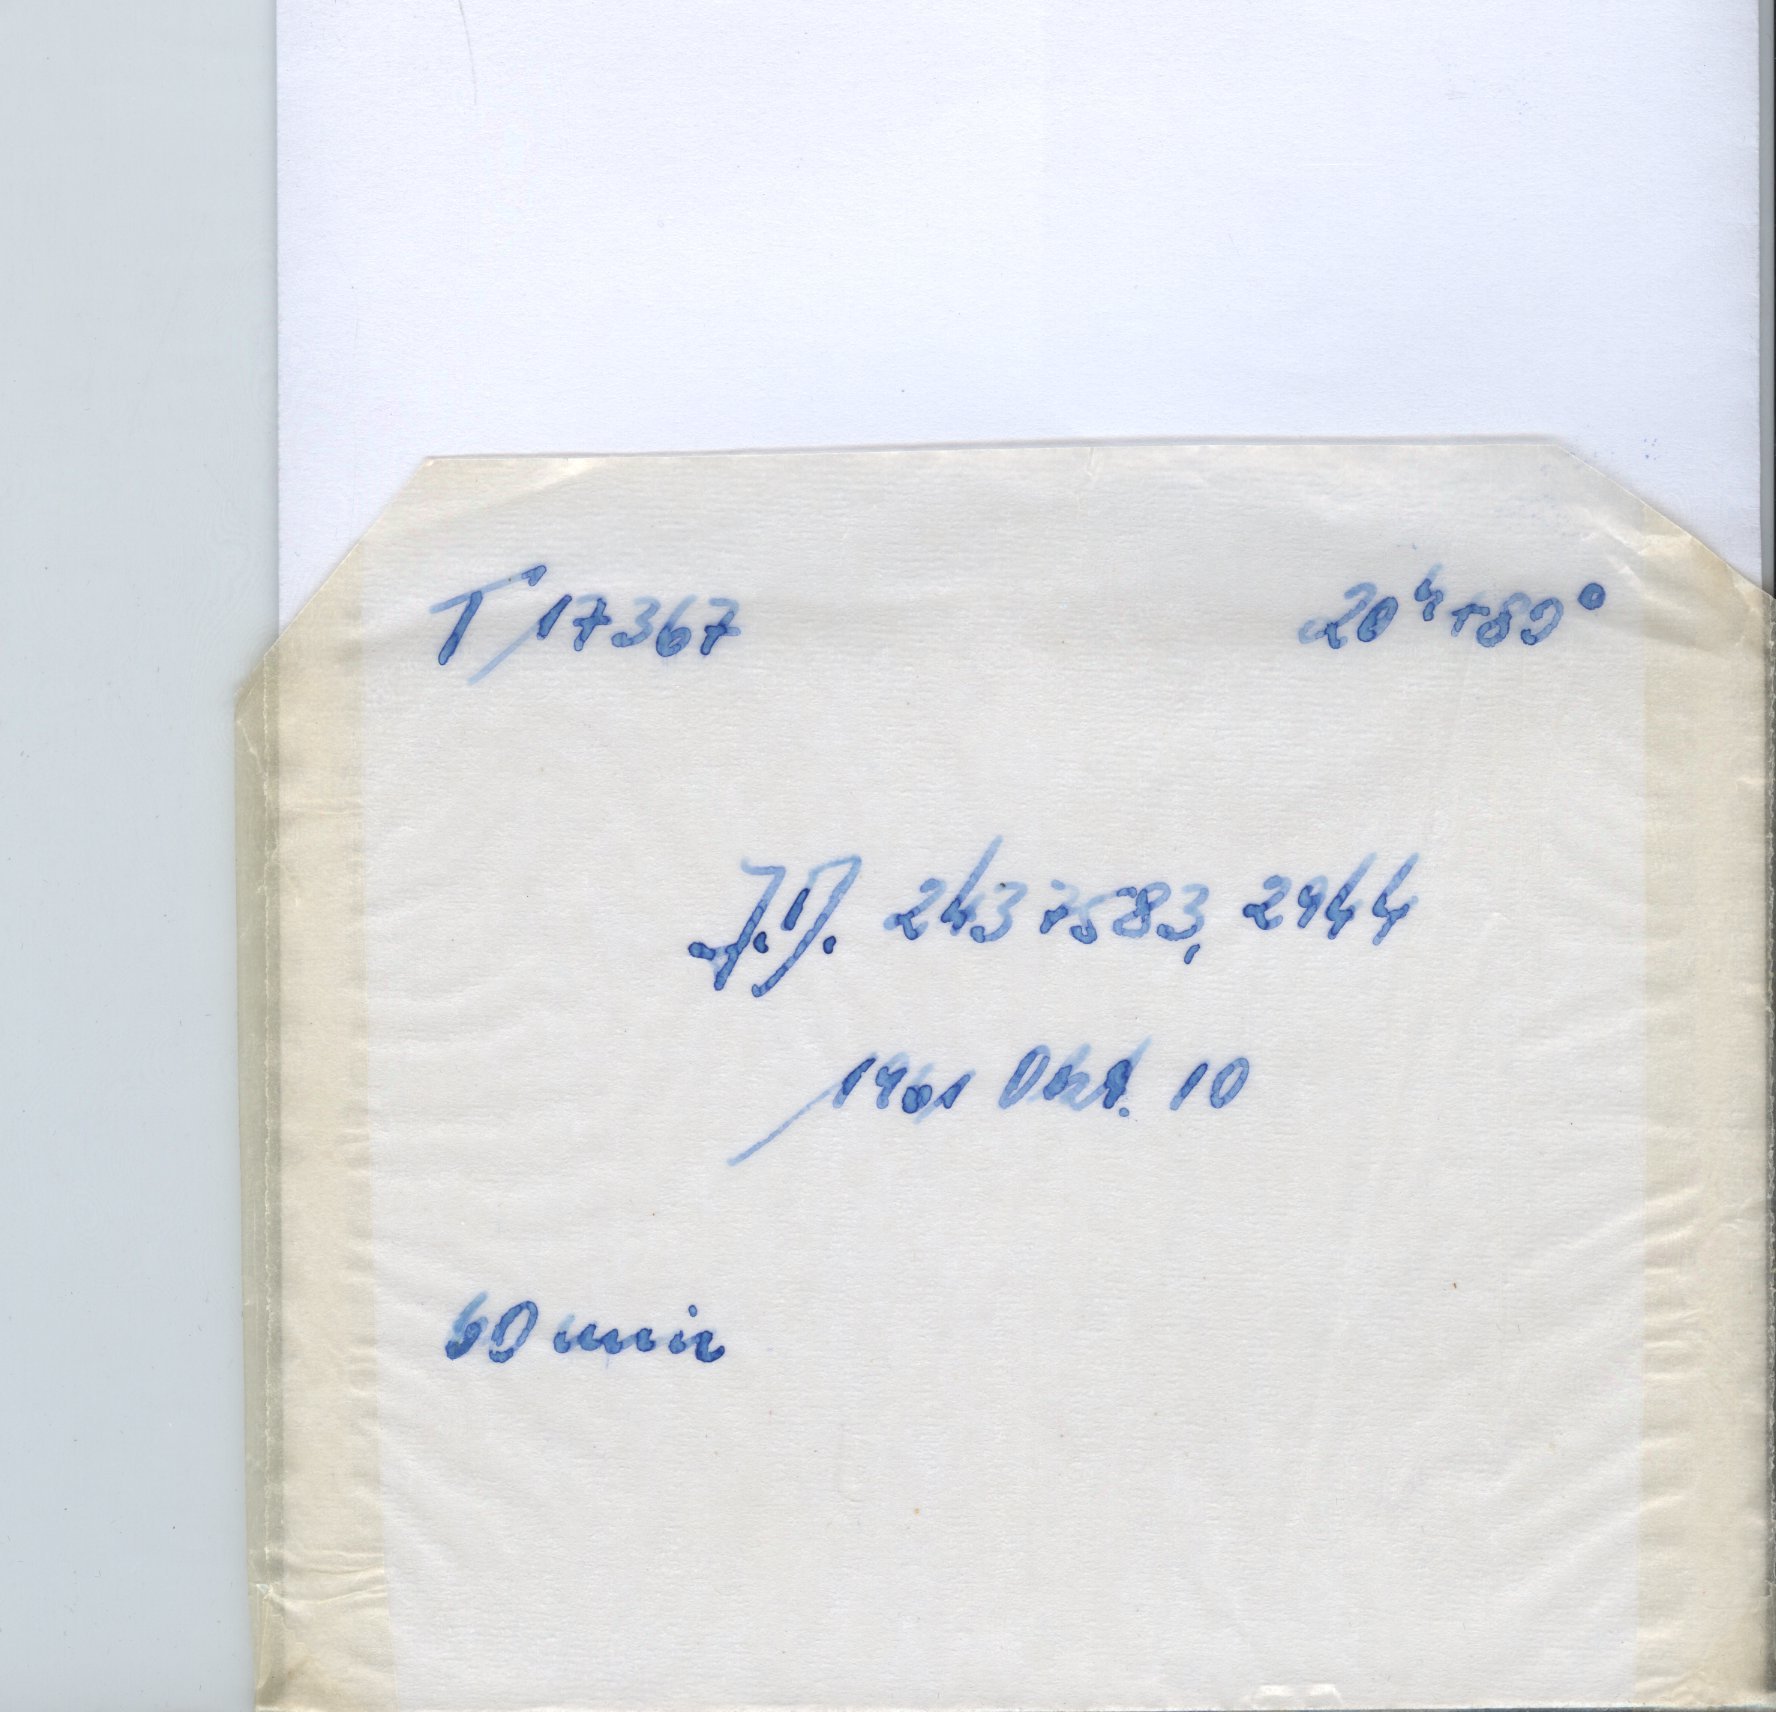 T 17367
20ʰ+80°
J.D. 2437583,2944
1961 Okt. 10
60 min